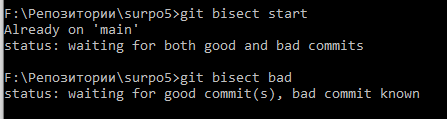 F:\Репозитории\surpo5>git bisect start
Already on 'main'
status: waiting for both good and bad commits
F:\Репозитории\surpo5>git bisect bad
status: waiting for good commit(s), bad commit known